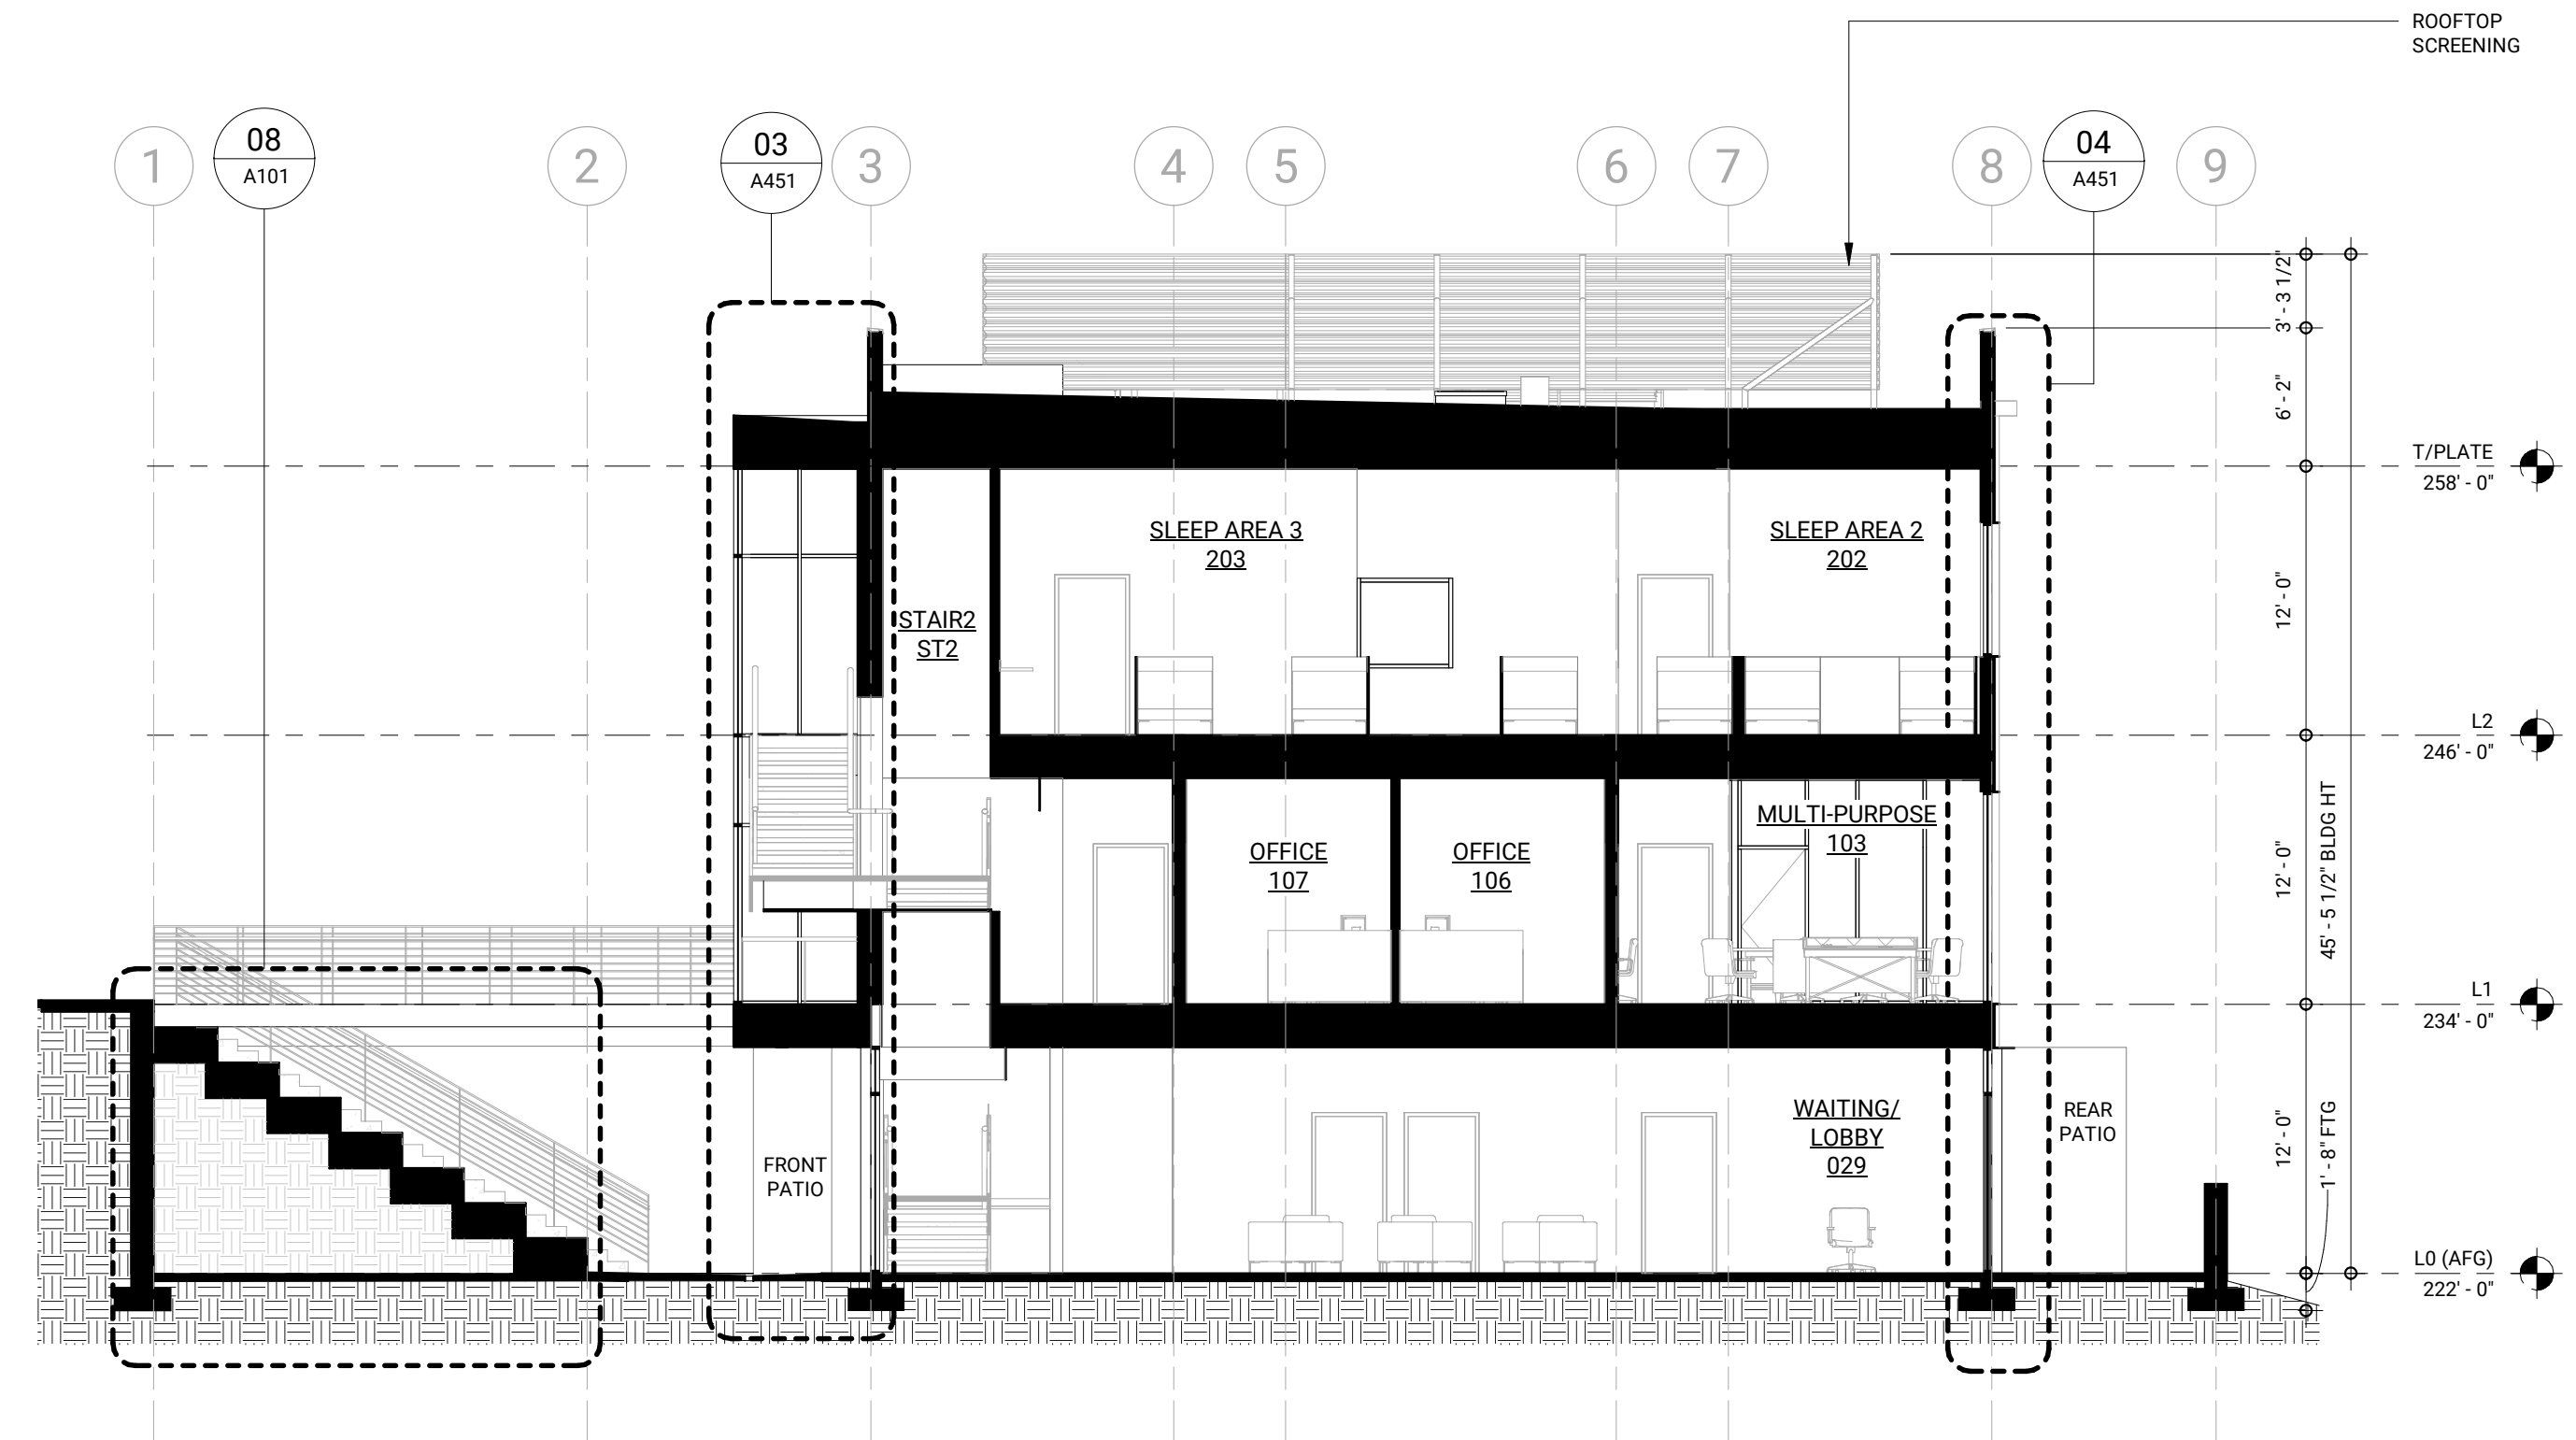 ROOFTOP
SCREENING
1
08
A101
2
03
A451
3
4
5
6
7
8
04
A451
9
3' - 3 1/2"
6' - 2"
T/PLATE
258' - 0"
SLEEP AREA 3
203
SLEEP AREA 2
202
12' - 0"
STAIR2
ST2
L2
246' - 0"
OFFICE
107
OFFICE
106
MULTI-PURPOSE
103
12' - 0"
45' - 5 1/2" BLDG HT
L1
234' - 0"
FRONT
PATIO
WAITING/
LOBBY
029
REAR
PATIO
12' - 0"
1' - 8" FTG
L0 (AFG)
222' - 0"